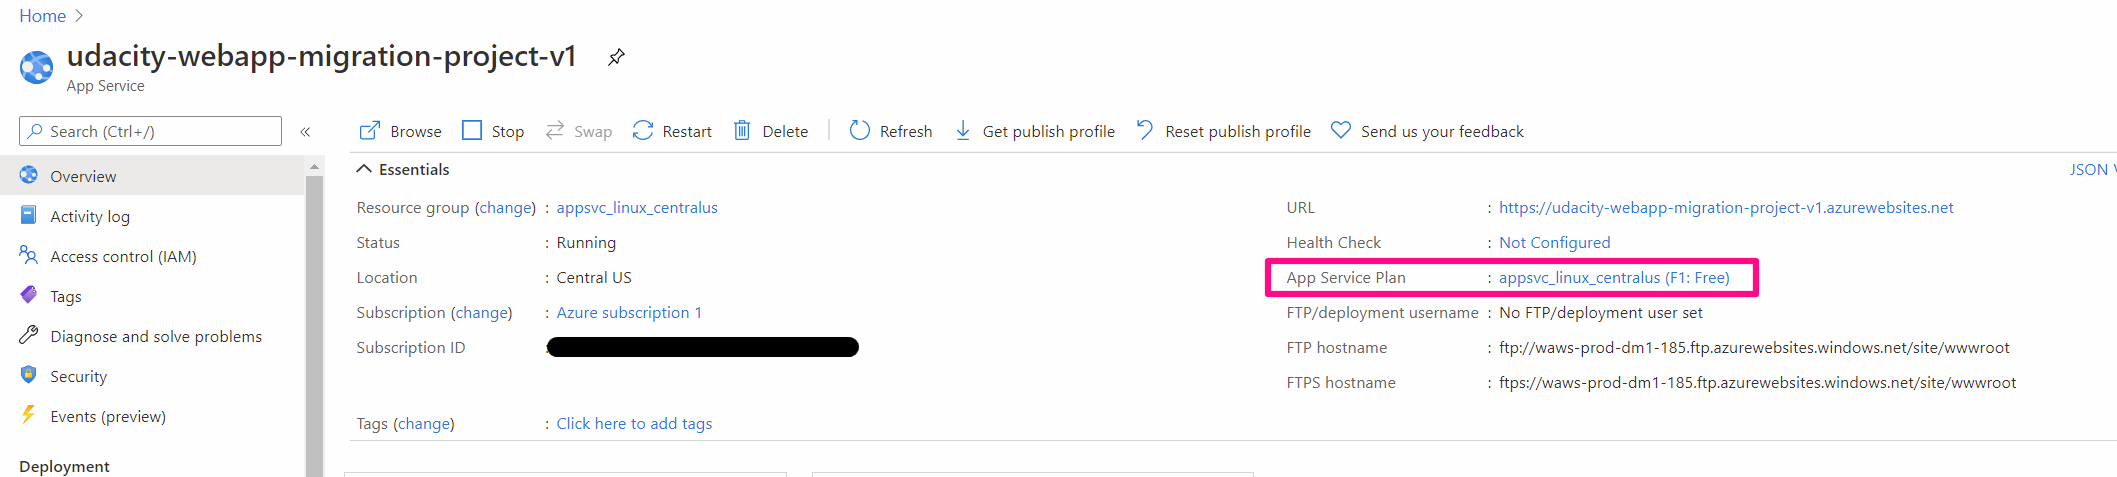 Home >
udacity-webapp-migration-project-v1
App Service
Search (Ctrl+/)
«
Browse
Stop
Swap
Restart
Delete
Refresh
Get publish profile
Reset publish profile
Send us your feedback
Overview
Activity log
Access control (IAM)
Tags
Diagnose and solve problems
Security
Events (preview)
Deployment
Essentials
JSON V
Resource group (change) : appsvc_linux_centralus
Status : Running
Location : Central US
Subscription (change) : Azure subscription 1
Subscription ID :
Tags (change) : Click here to add tags
URL : https://udacity-webapp-migration-project-v1.azurewebsites.net
Health Check : Not Configured
App Service Plan : appsvc_linux_centralus (F1: Free)
FTP/deployment username : No FTP/deployment user set
FTP hostname : ftp://waws-prod-dm1-185.ftp.azurewebsites.windows.net/site/wwwroot
FTPS hostname : ftps://waws-prod-dm1-185.ftp.azurewebsites.windows.net/site/wwwroot